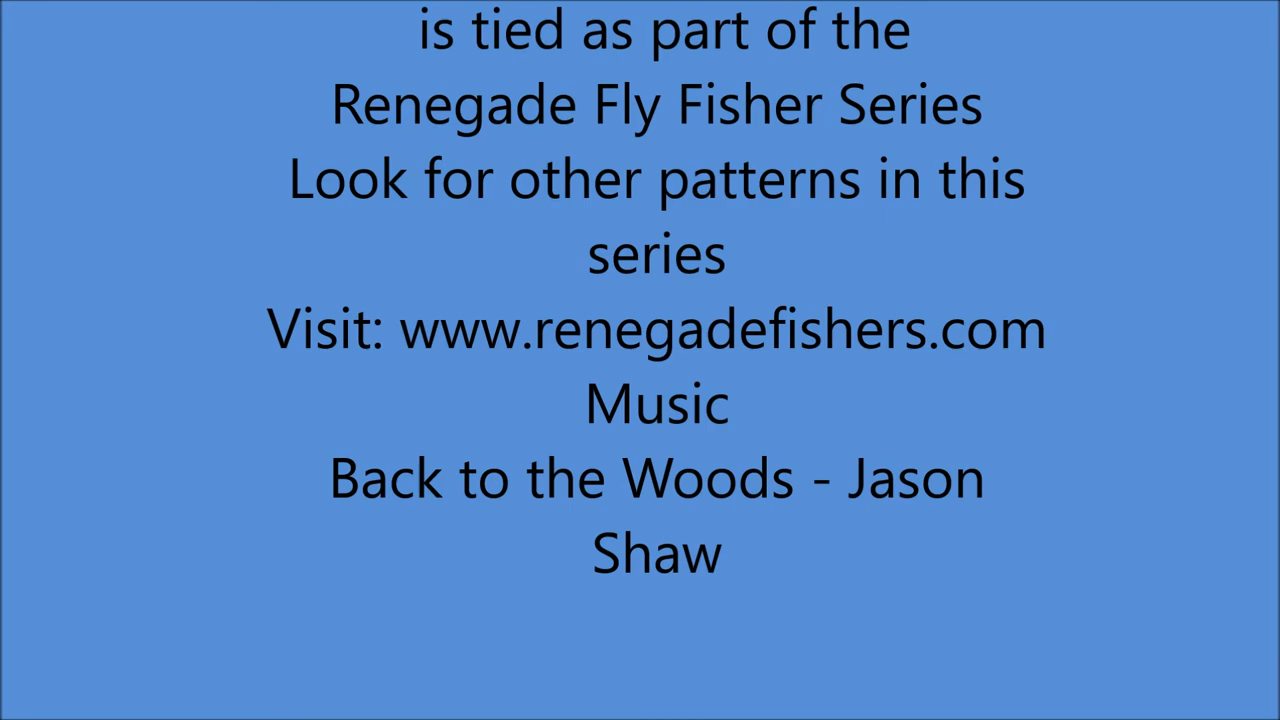 is tied as part of the
Renegade Fly Fisher Series
Look for other patterns in this
series
Visit: www.renegadefishers.com
Music
Back to the Woods - Jason
Shaw